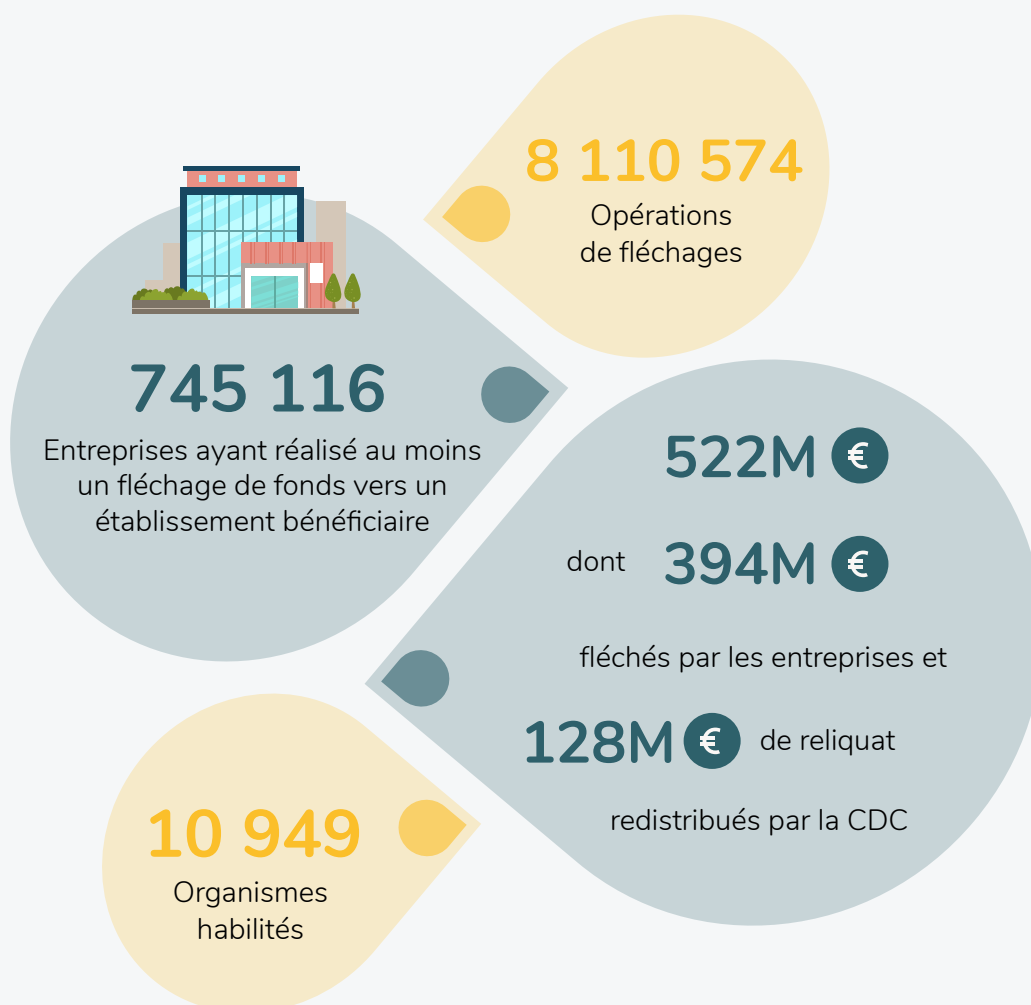 8 110 574
Opérations
de fléchages
745 116
Entreprises ayant réalisé au moins
un fléchage de fonds vers un
établissement bénéficiaire
522M €
dont 394M €
fléchés par les entreprises et
128M € de reliquat
redistribués par la CDC
10 949
Organismes
habilités